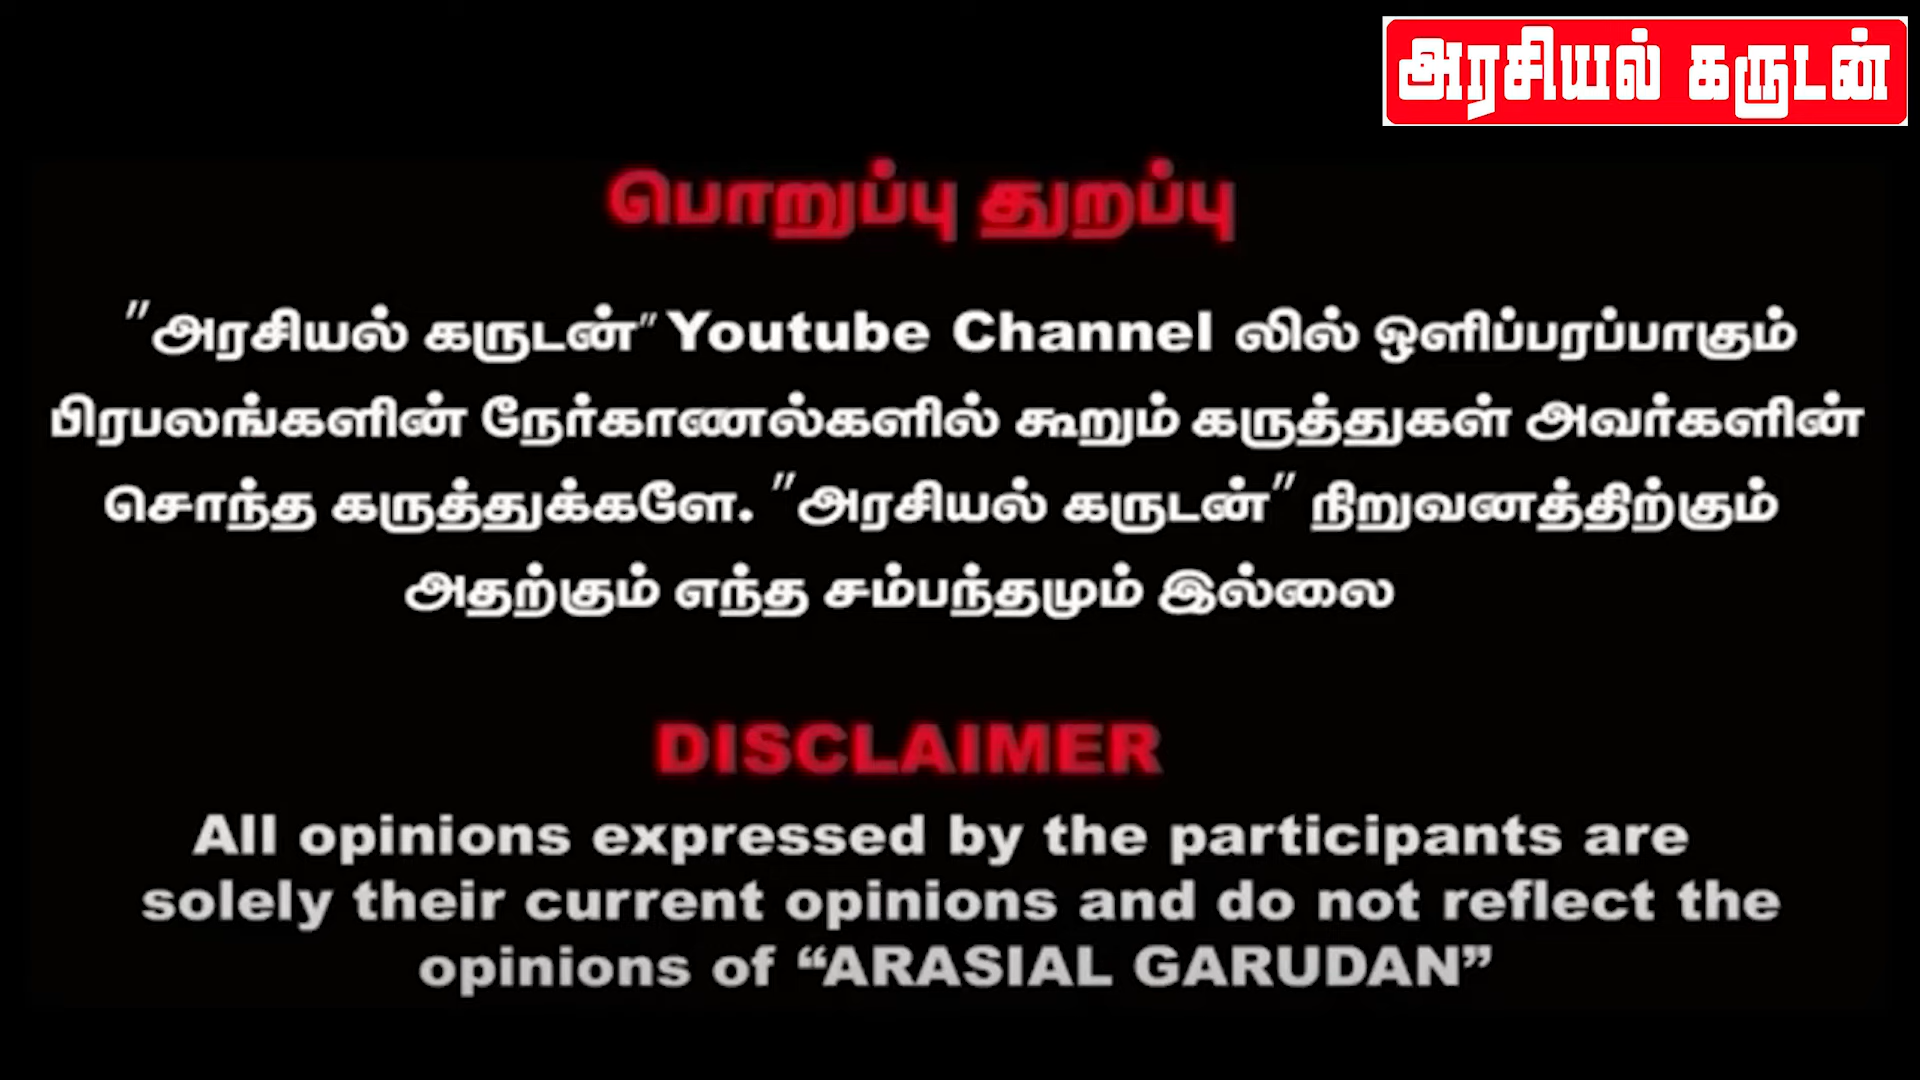 அரசியல் கருடன்
பொறுப்பு துறப்பு
"அரசியல் கருடன்" Youtube Channel லில் ஒளிப்பரப்பாகும்
பிரபலங்களின் நேர்காணல்களில் கூறும் கருத்துகள் அவர்களின்
சொந்த கருத்துக்களே. "அரசியல் கருடன்" நிறுவனத்திற்கும்
அதற்கும் எந்த சம்பந்தமும் இல்லை
DISCLAIMER
All opinions expressed by the participants are
solely their current opinions and do not reflect the
opinions of “ARASIAL GARUDAN”